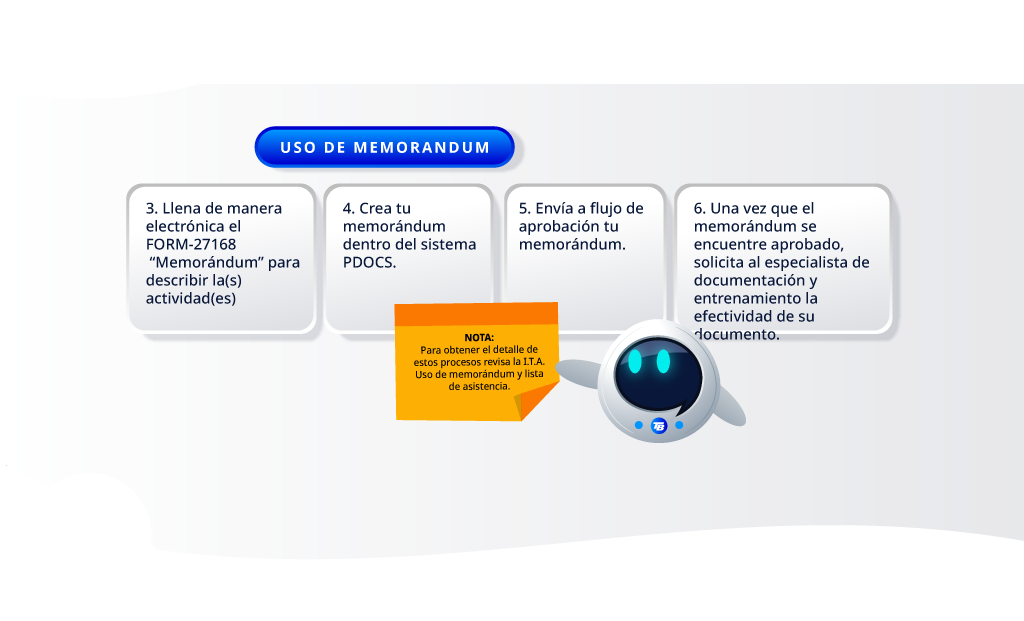 USO DE MEMORANDUM
3. Llena de manera
electrónica el
FORM-27168
“Memorándum” para
describir la(s)
actividad(es)
4. Crea tu
memorándum
dentro del sistema
PDOCS.
5. Envía a flujo de
aprobación tu
memorándum.
6. Una vez que el
memorándum se
encuentre aprobado,
solicita al especialista de
documentación y
entrenamiento la
efectividad de su
documento.
NOTA:
Para obtener el detalle de
estos procesos revisa la I.T.A.
Uso de memorándum y lista
de asistencia.
TB